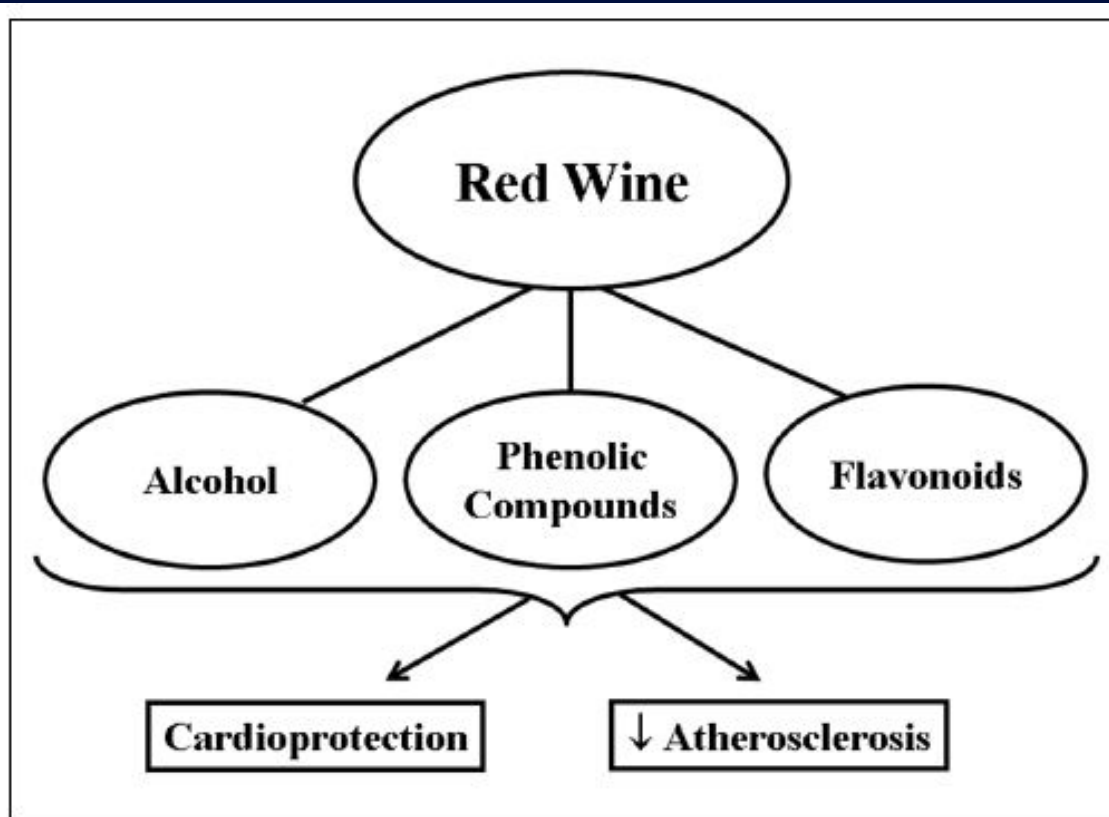 Red Wine
Alcohol
Phenolic
Compounds
Flavonoids
Cardioprotection
↓ Atherosclerosis